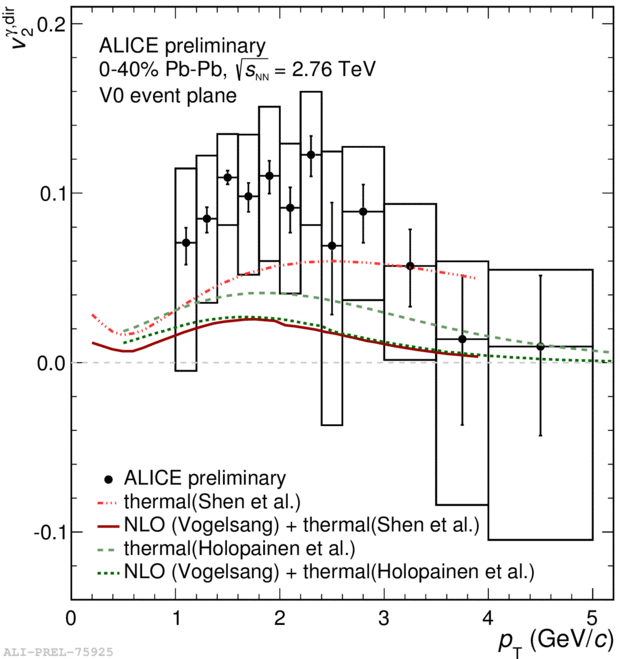 v₂^γ,dir
0.2
0.1
0.0
-0.1
ALICE preliminary
0-40% Pb-Pb, √sNN = 2.76 TeV
V0 event plane
ALICE preliminary
thermal(Shen et al.)
NLO (Vogelsang) + thermal(Shen et al.)
thermal(Holopainen et al.)
NLO (Vogelsang) + thermal(Holopainen et al.)
0 1 2 3 4 5
pT (GeV/c)
ALI-PREL-75925